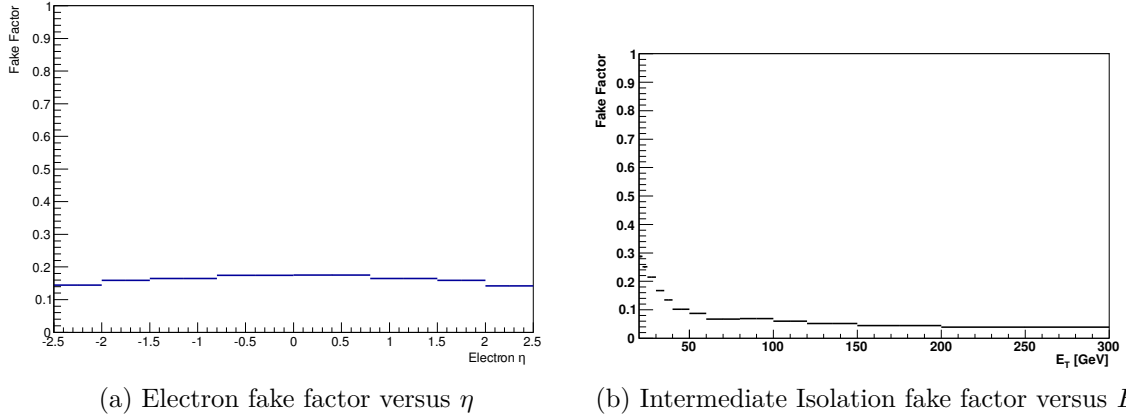 Fake Factor
1
0.9
0.8
0.7
0.6
0.5
0.4
0.3
0.2
0.1
0
-2.5 -2 -1.5 -1 -0.5 0 0.5 1 1.5 2 2.5
Electron η
(a) Electron fake factor versus η
Fake Factor
1
0.9
0.8
0.7
0.6
0.5
0.4
0.3
0.2
0.1
0
50 100 150 200 250 300
E_T [GeV]
(b) Intermediate Isolation fake factor versus